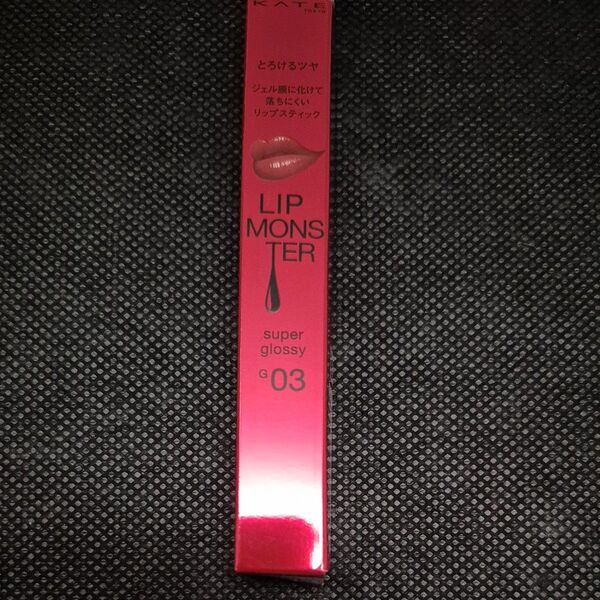 KATE
TOKYO
とろけるツヤ
ジェル膜に化けて
落ちにくい
リップスティック
LIP
MONS
TER
super
glossy
G03